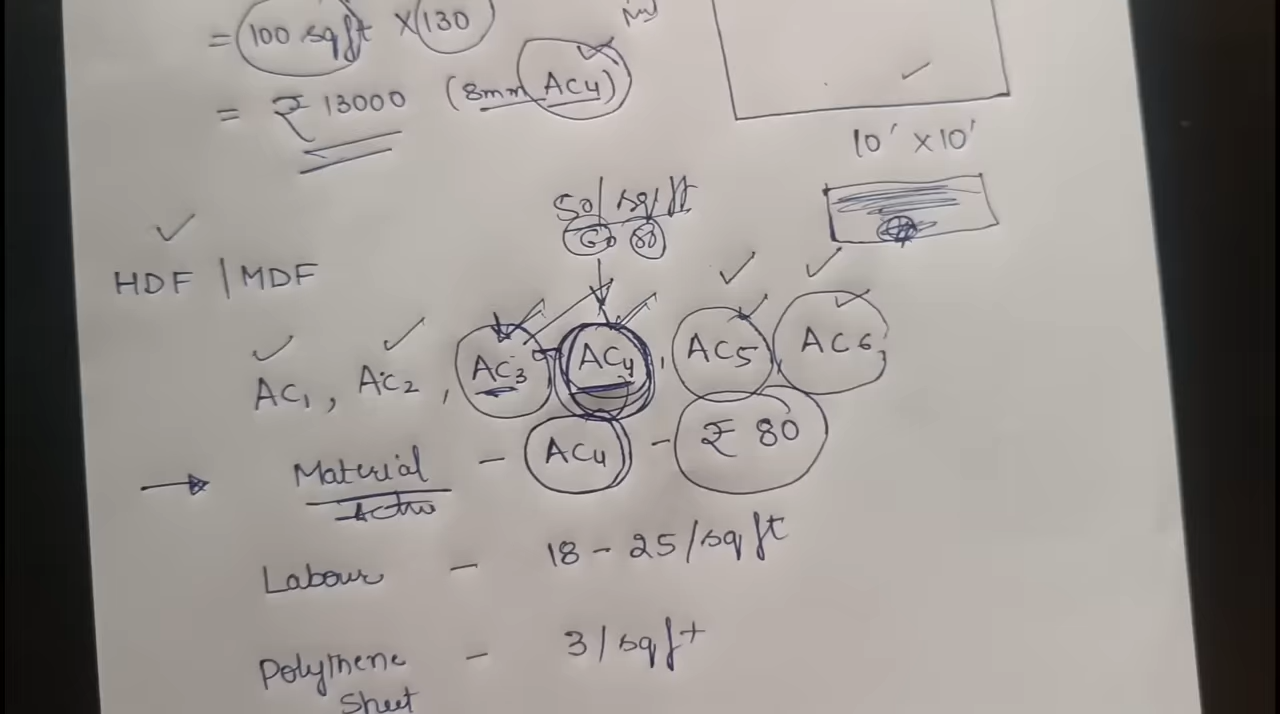 = 100 sqft X 130
= ₹ 13000 (8mm AC4)
10' x 10'
50/sqft
60 80
HDF | MDF
AC1, AC2, AC3, AC4, AC5, AC6,
Material - AC4 - ₹ 80
Labour - 18 - 25/sqft
Polythene - 3/sqft
Sheet